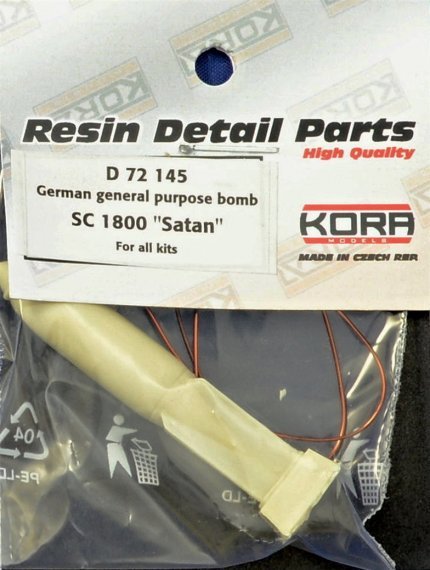 Resin Detail Parts
High Quality
D 72 145
German general purpose bomb
SC 1800 "Satan"
For all kits
KORA
MODELS
MADE IN CZECH REP.
04
PE-LD
PE-LD